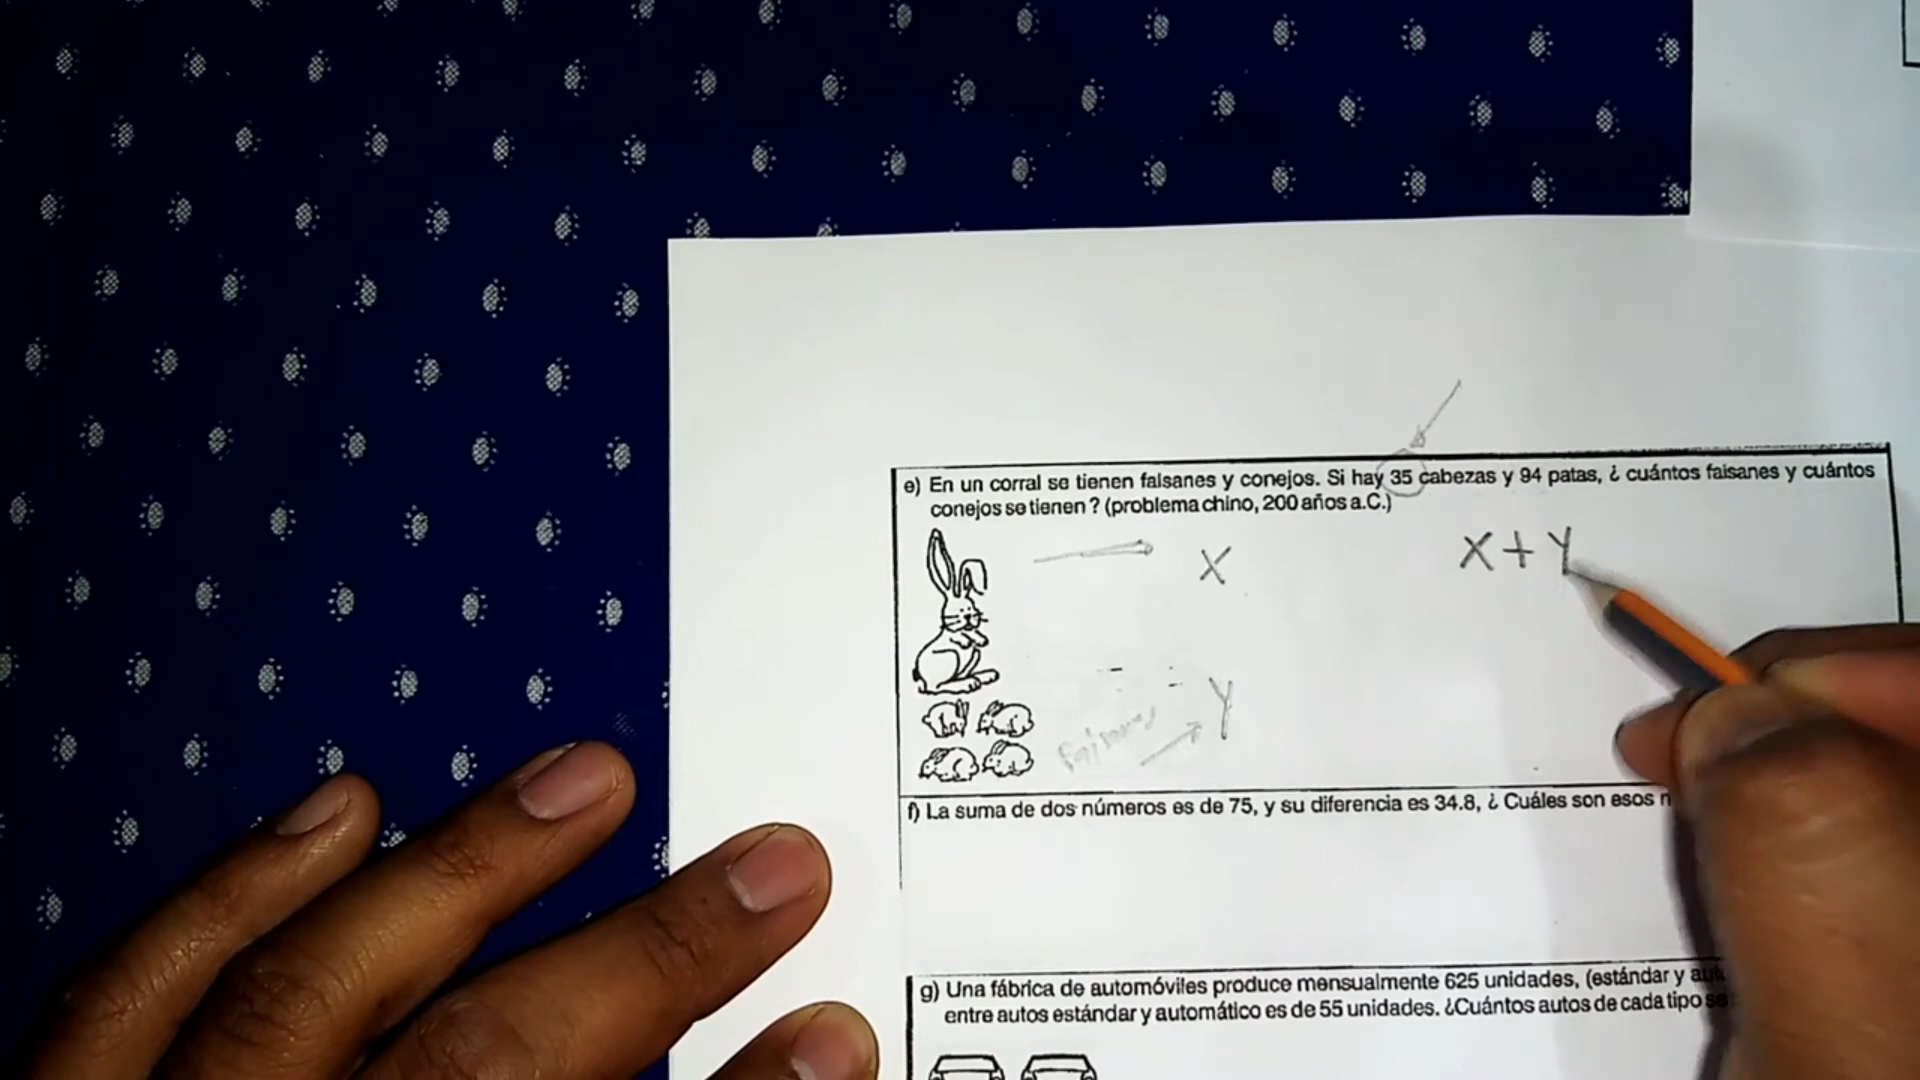 e) En un corral se tienen faisanes y conejos. Si hay 35 cabezas y 94 patas, ¿ cuántos faisanes y cuántos
conejos se tienen ? (problema chino, 200 años a.C.)
X
X + Y
Faisanes
Y
f) La suma de dos números es de 75, y su diferencia es 34.8, ¿ Cuáles son esos n
g) Una fábrica de automóviles produce mensualmente 625 unidades, (estándar y
entre autos estándar y automático es de 55 unidades. ¿Cuántos autos de cada tipo